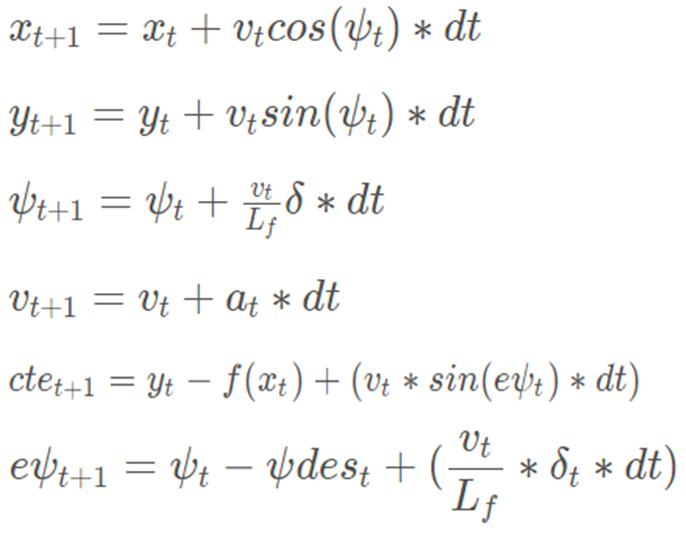 x_{t+1} = x_t + v_t cos(ψ_t) * dt
y_{t+1} = y_t + v_t sin(ψ_t) * dt
ψ_{t+1} = ψ_t + \frac{v_t}{L_f} δ * dt
v_{t+1} = v_t + a_t * dt
cte_{t+1} = y_t − f(x_t) + (v_t * sin(eψ_t) * dt)
eψ_{t+1} = ψ_t − ψdes_t + (\frac{v_t}{L_f} * δ_t * dt)